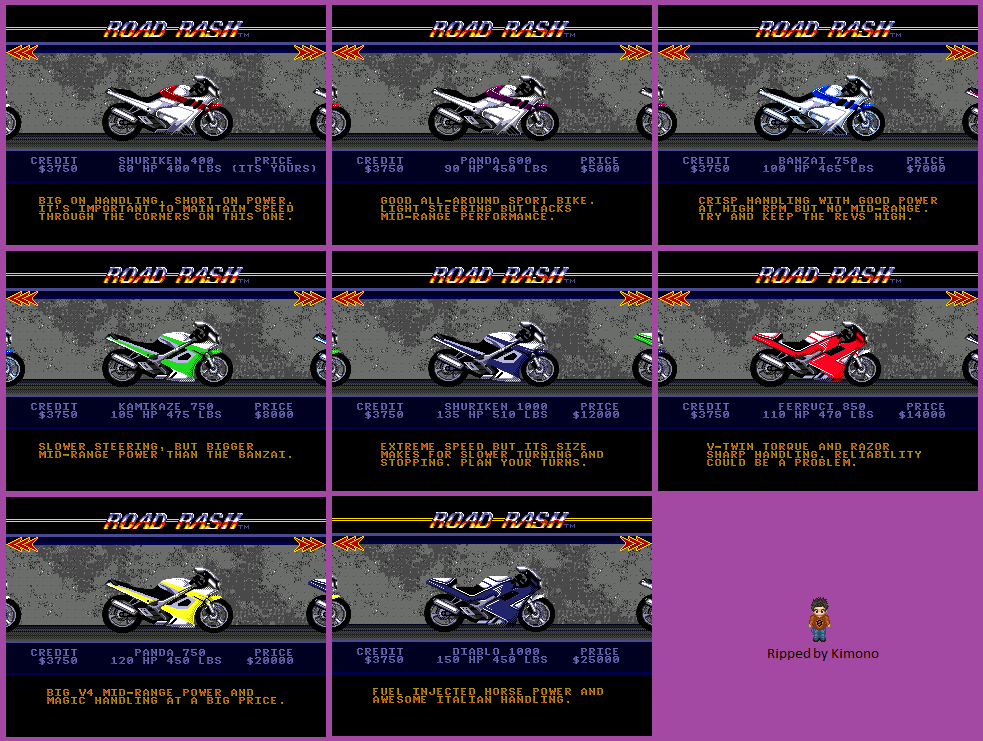 ROAD RASH TM
CREDIT SHURIKEN 400 PRICE
$3750 60 HP 400 LBS (ITS YOURS)
BIG ON HANDLING, SHORT ON POWER.
IT'S IMPORTANT TO MAINTAIN SPEED
THROUGH THE CORNERS ON THIS ONE.
ROAD RASH TM
CREDIT PANDA 600 PRICE
$3750 90 HP 450 LBS $5000
GOOD ALL-AROUND SPORT BIKE.
LIGHT STEERING BUT LACKS
MID-RANGE PERFORMANCE.
ROAD RASH TM
CREDIT BANZAI 750 PRICE
$3750 100 HP 465 LBS $7000
CRISP HANDLING WITH GOOD POWER
AT HIGH RPM BUT NO MID-RANGE.
TRY AND KEEP THE REVS HIGH.
ROAD RASH TM
CREDIT KAMIKAZE 750 PRICE
$3750 105 HP 475 LBS $8000
SLOWER STEERING, BUT BIGGER
MID-RANGE POWER THAN THE BANZAI.
ROAD RASH TM
CREDIT SHURIKEN 1000 PRICE
$3750 135 HP 510 LBS $12000
EXTREME SPEED BUT ITS SIZE
MAKES FOR SLOWER TURNING AND
STOPPING. PLAN YOUR TURNS.
ROAD RASH TM
CREDIT FERRUCI 850 PRICE
$3750 110 HP 470 LBS $14000
V-TWIN TORQUE AND RAZOR
SHARP HANDLING. RELIABILITY
COULD BE A PROBLEM.
ROAD RASH TM
CREDIT PANDA 750 PRICE
$3750 120 HP 450 LBS $20000
BIG V4 MID-RANGE POWER AND
MAGIC HANDLING AT A BIG PRICE.
ROAD RASH TM
CREDIT DIABLO 1000 PRICE
$3750 150 HP 450 LBS $25000
FUEL INJECTED HORSE POWER AND
AWESOME ITALIAN HANDLING.
Ripped by Kimono